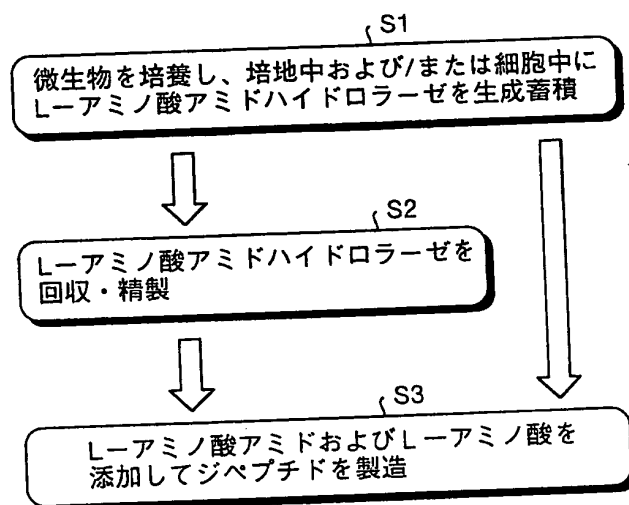 S1
微生物を培養し、培地中および/または細胞中に
L－アミノ酸アミドハイドロラーゼを生成蓄積
S2
L－アミノ酸アミドハイドロラーゼを
回収・精製
S3
L－アミノ酸アミドおよびL－アミノ酸を
添加してジペプチドを製造